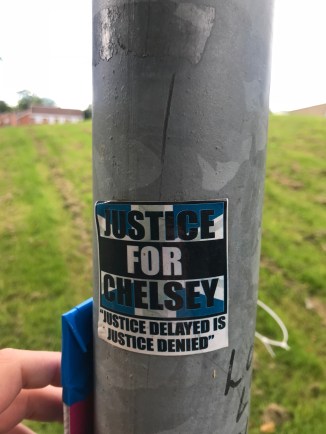 JUSTICE
FOR
CHELSEY
"JUSTICE DELAYED IS
JUSTICE DENIED"